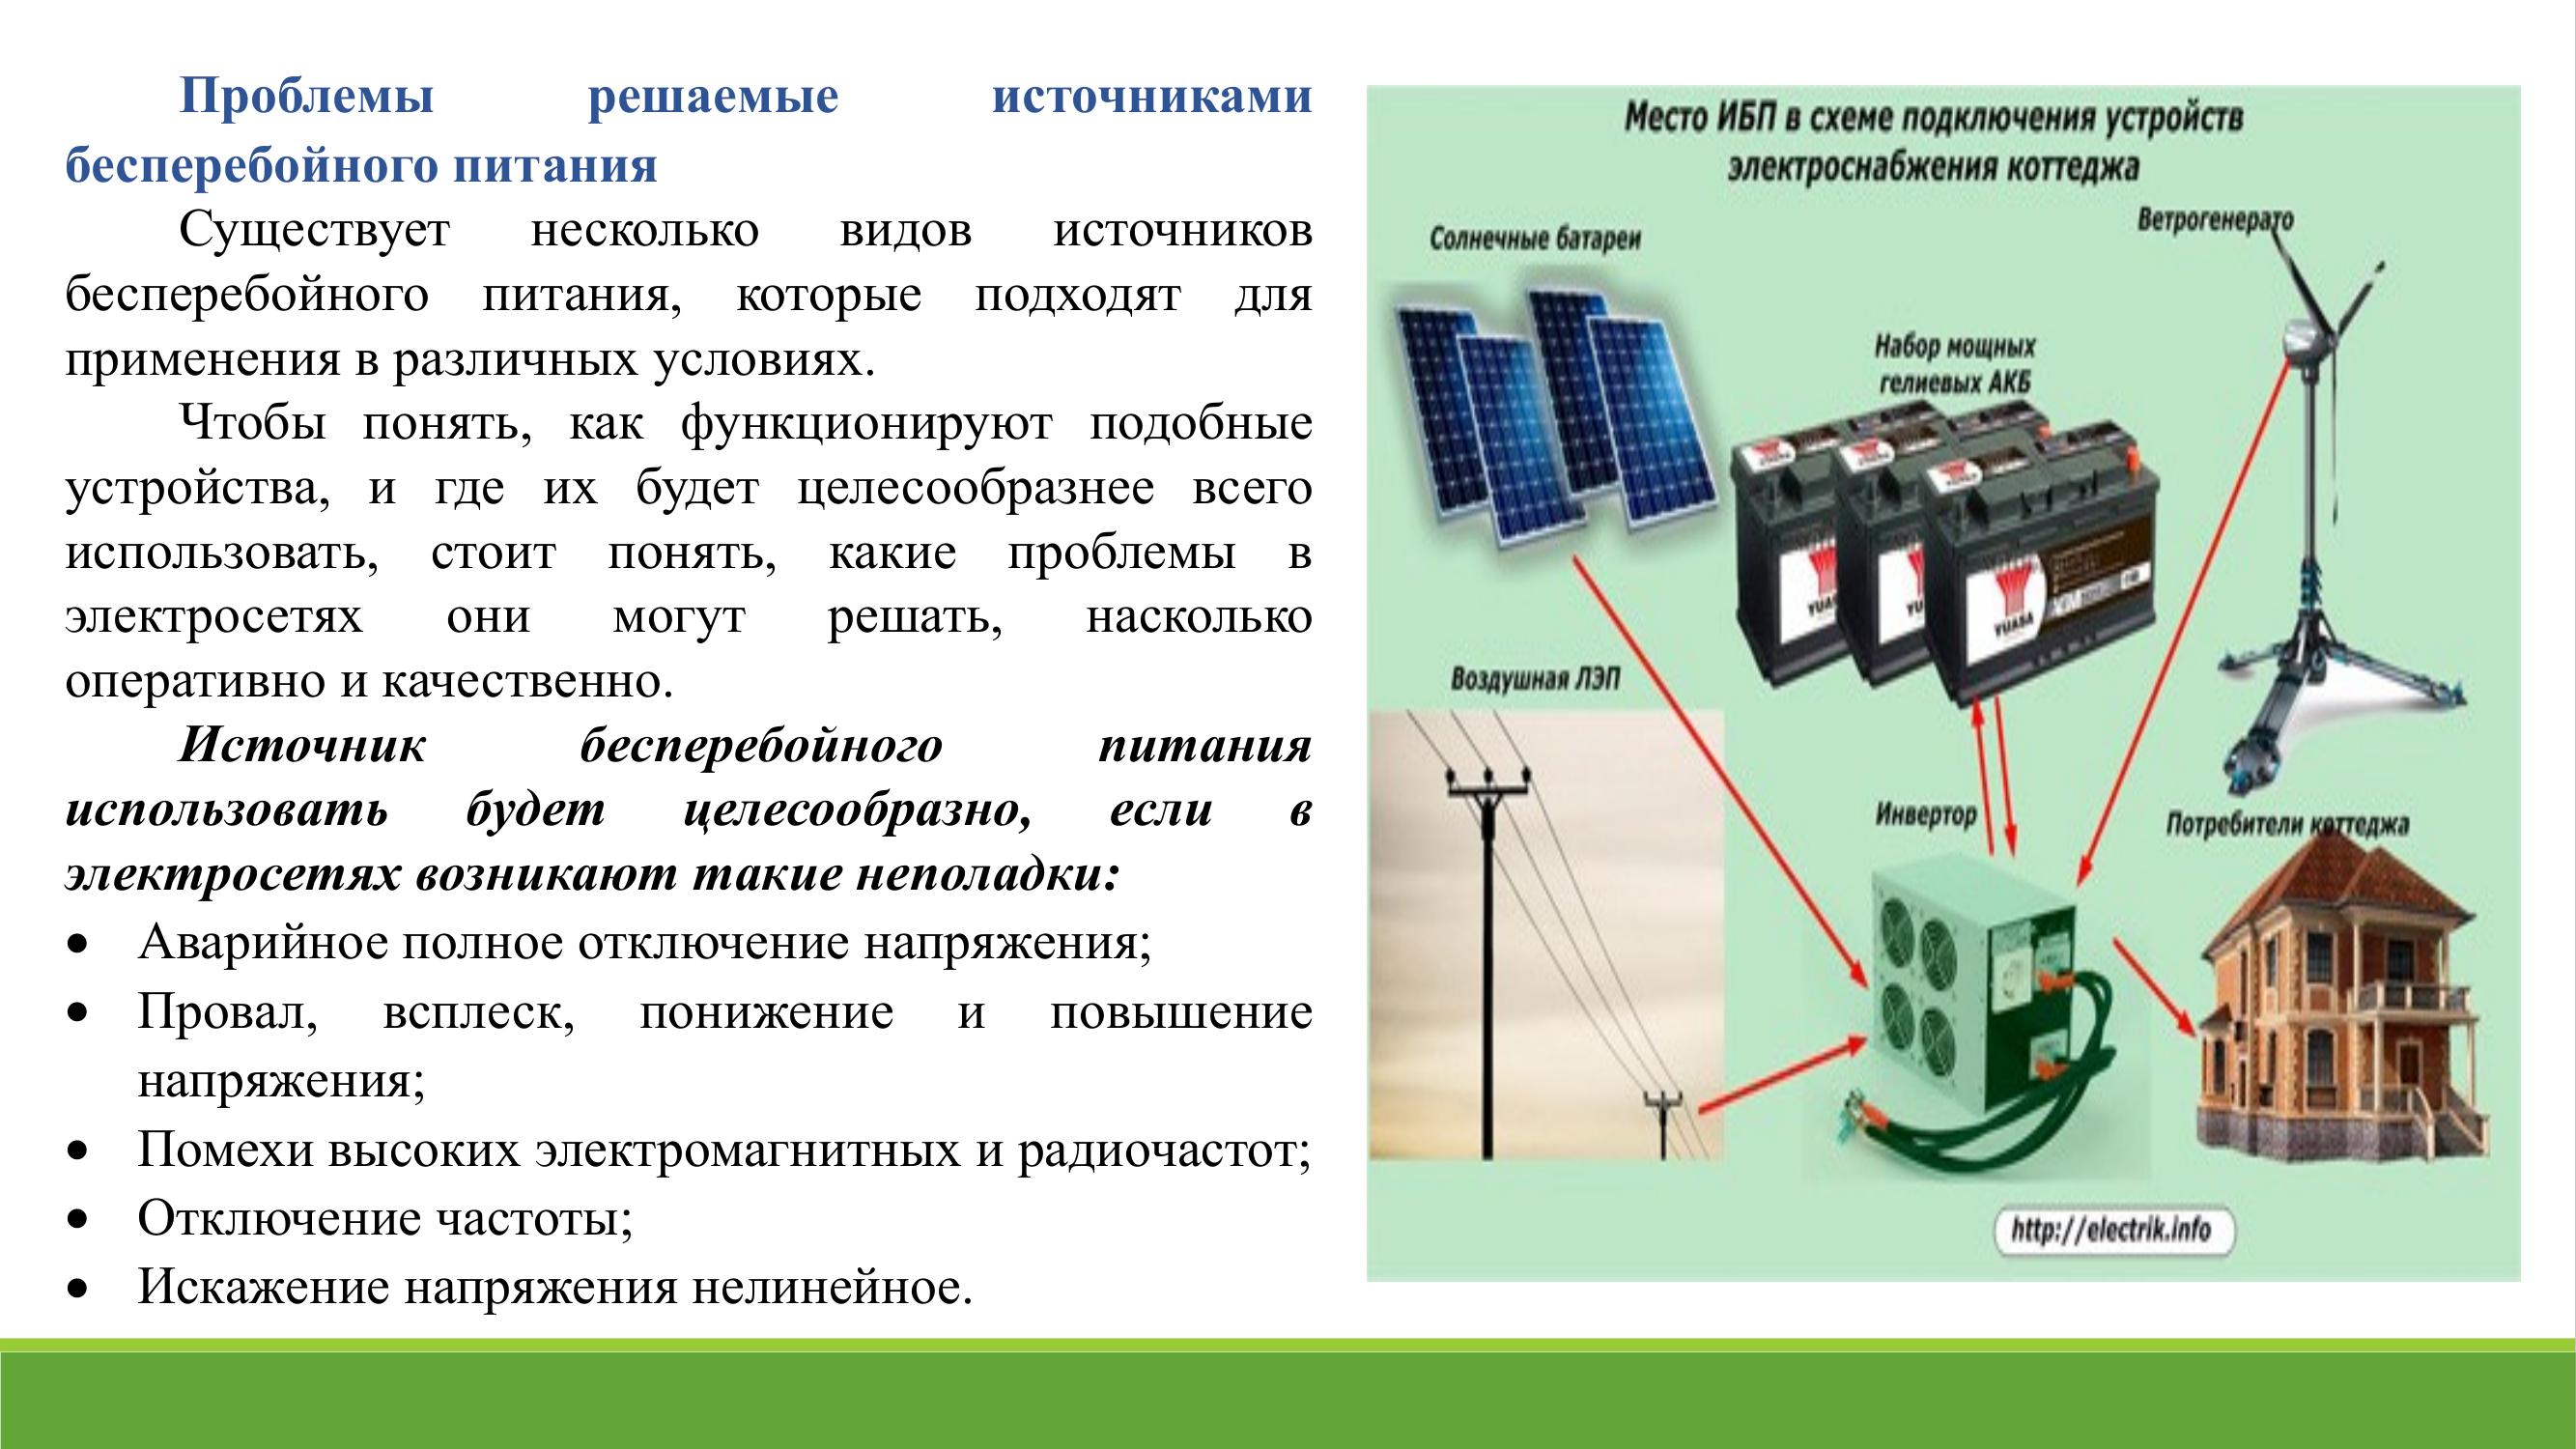 Проблемы решаемые источниками
бесперебойного питания
Существует несколько видов источников
бесперебойного питания, которые подходят для
применения в различных условиях.
Чтобы понять, как функционируют подобные
устройства, и где их будет целесообразнее всего
использовать, стоит понять, какие проблемы в
электросетях они могут решать, насколько
оперативно и качественно.
Источник бесперебойного питания
использовать будет целесообразно, если в
электросетях возникают такие неполадки:
• Аварийное полное отключение напряжения;
• Провал, всплеск, понижение и повышение
напряжения;
• Помехи высоких электромагнитных и радиочастот;
• Отключение частоты;
• Искажение напряжения нелинейное.
Место ИБП в схеме подключения устройств
электроснабжения коттеджа
Солнечные батареи
Ветрогенерато
Набор мощных
гелиевых АКБ
YUASA
Воздушная ЛЭП
Инвертор
Потребители коттеджа
http://electrik.info